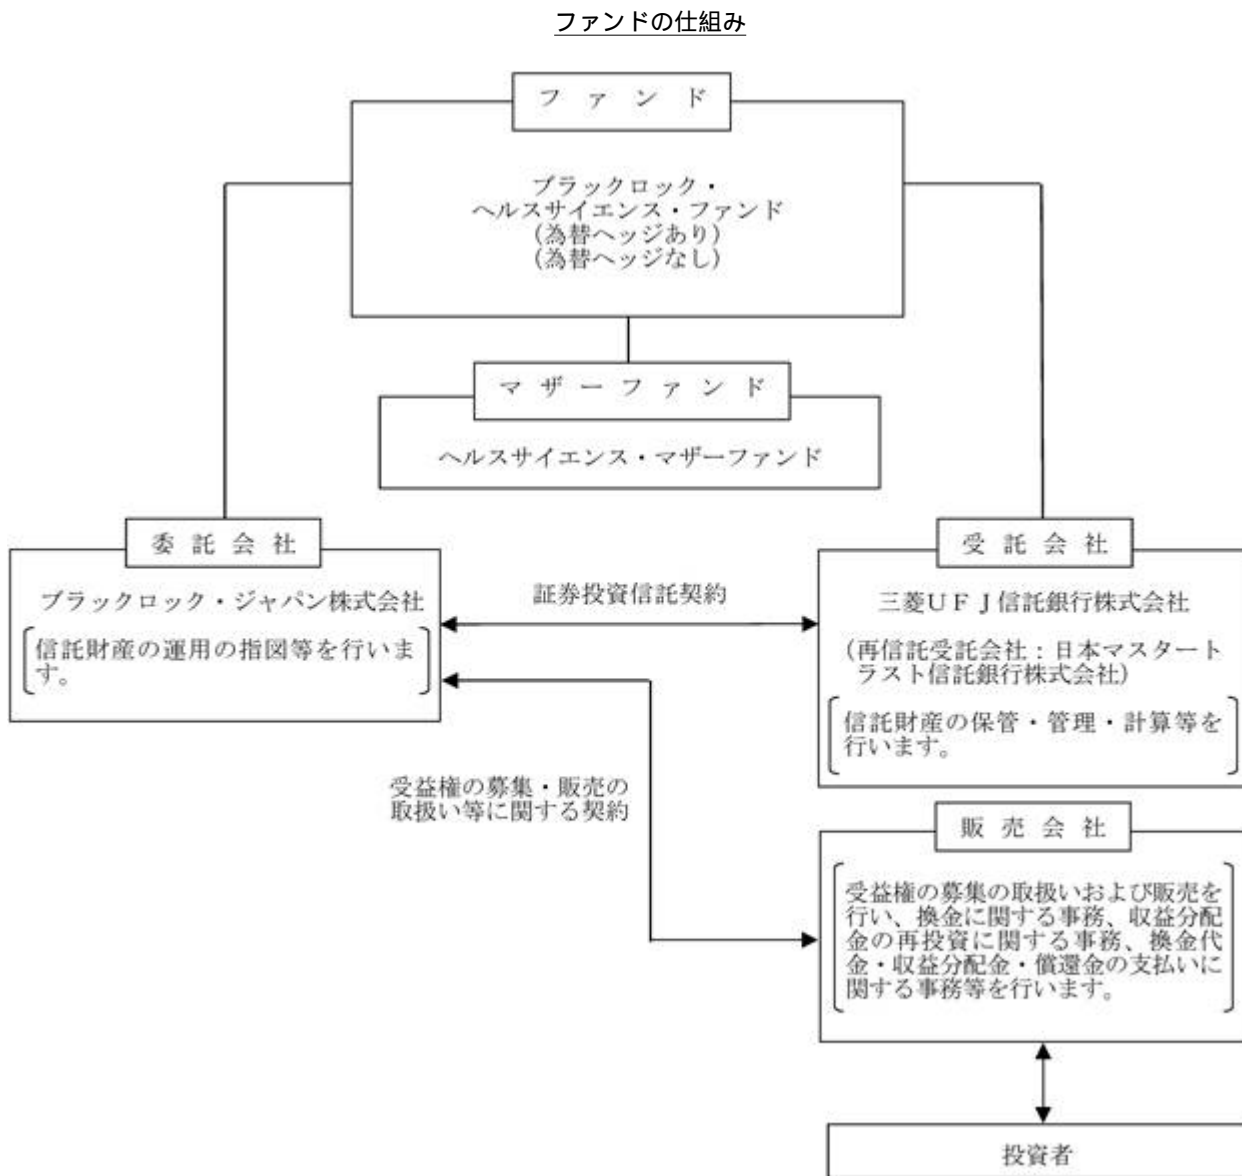 ファンドの仕組み
ファンド
ブラックロック・
ヘルスサイエンス・ファンド
(為替ヘッジあり)
(為替ヘッジなし)
マザーファンド
ヘルスサイエンス・マザーファンド
委託会社
ブラックロック・ジャパン株式会社
信託財産の運用の指図等を行いま
す。
証券投資信託契約
受託会社
三菱UFJ信託銀行株式会社
(再信託受託会社:日本マスタート
ラスト信託銀行株式会社)
信託財産の保管・管理・計算等を
行います。
受益権の募集・販売の
取扱い等に関する契約
販売会社
受益権の募集の取扱いおよび販売を
行い、換金に関する事務、収益分配
金の再投資に関する事務、換金代
金・収益分配金・償還金の支払いに
関する事務等を行います。
投資者